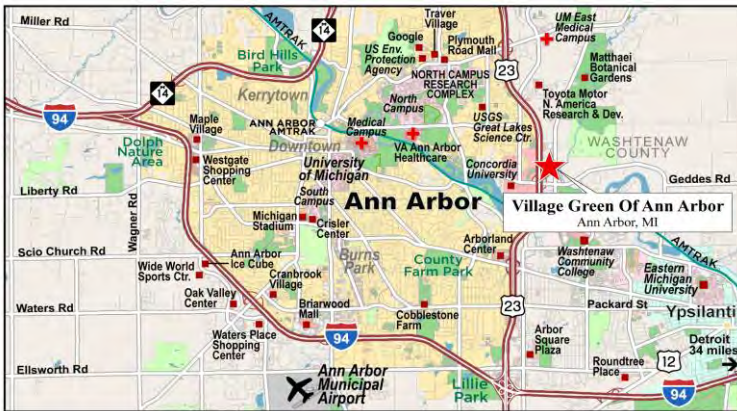 Miller Rd
AMTRAK
14
Bird Hills
Park
Google
Traver
Village
US Env.
Protection
Agency
Plymouth
Road Mall
NORTH CAMPUS
RESEARCH
COMPLEX
23
UM East
Medical
Campus
Matthaei
Botanical
Gardens
Toyota Motor
N. America
Research & Dev.
14
94
Kerrytown
North
Campus
Maple
Village
ANN ARBOR
AMTRAK
Medical
Campus
USGS
Great Lakes
Science Ctr.
WASHTENAW
COUNTY
Dolph
Nature
Area
Downtown
VA Ann Arbor
Healthcare
Westgate
Shopping
Center
University
of Michigan
Concordia
University
Geddes Rd
Liberty Rd
Wagner Rd
South
Campus
Ann Arbor
Village Green Of Ann Arbor
Ann Arbor, MI
Michigan
Stadium
Crisler
Center
Scio Church Rd
Burns
Park
Arborland
Center
AMTRAK
Ann Arbor
Ice Cube
County
Farm Park
Washtenaw
Community
College
Wide World
Sports Ctr.
Cranbrook
Village
Eastern
Michigan
University
Waters Rd
Oak Valley
Center
Briarwood
Mall
Cobblestone
Farm
23
Packard St
Ypsilanti
Waters Place
Shopping
Center
94
Arbor
Square
Plaza
Detroit
34 miles
12
Ellsworth Rd
Ann Arbor
Municipal
Airport
Lillie
Park
Roundtree
Place
94